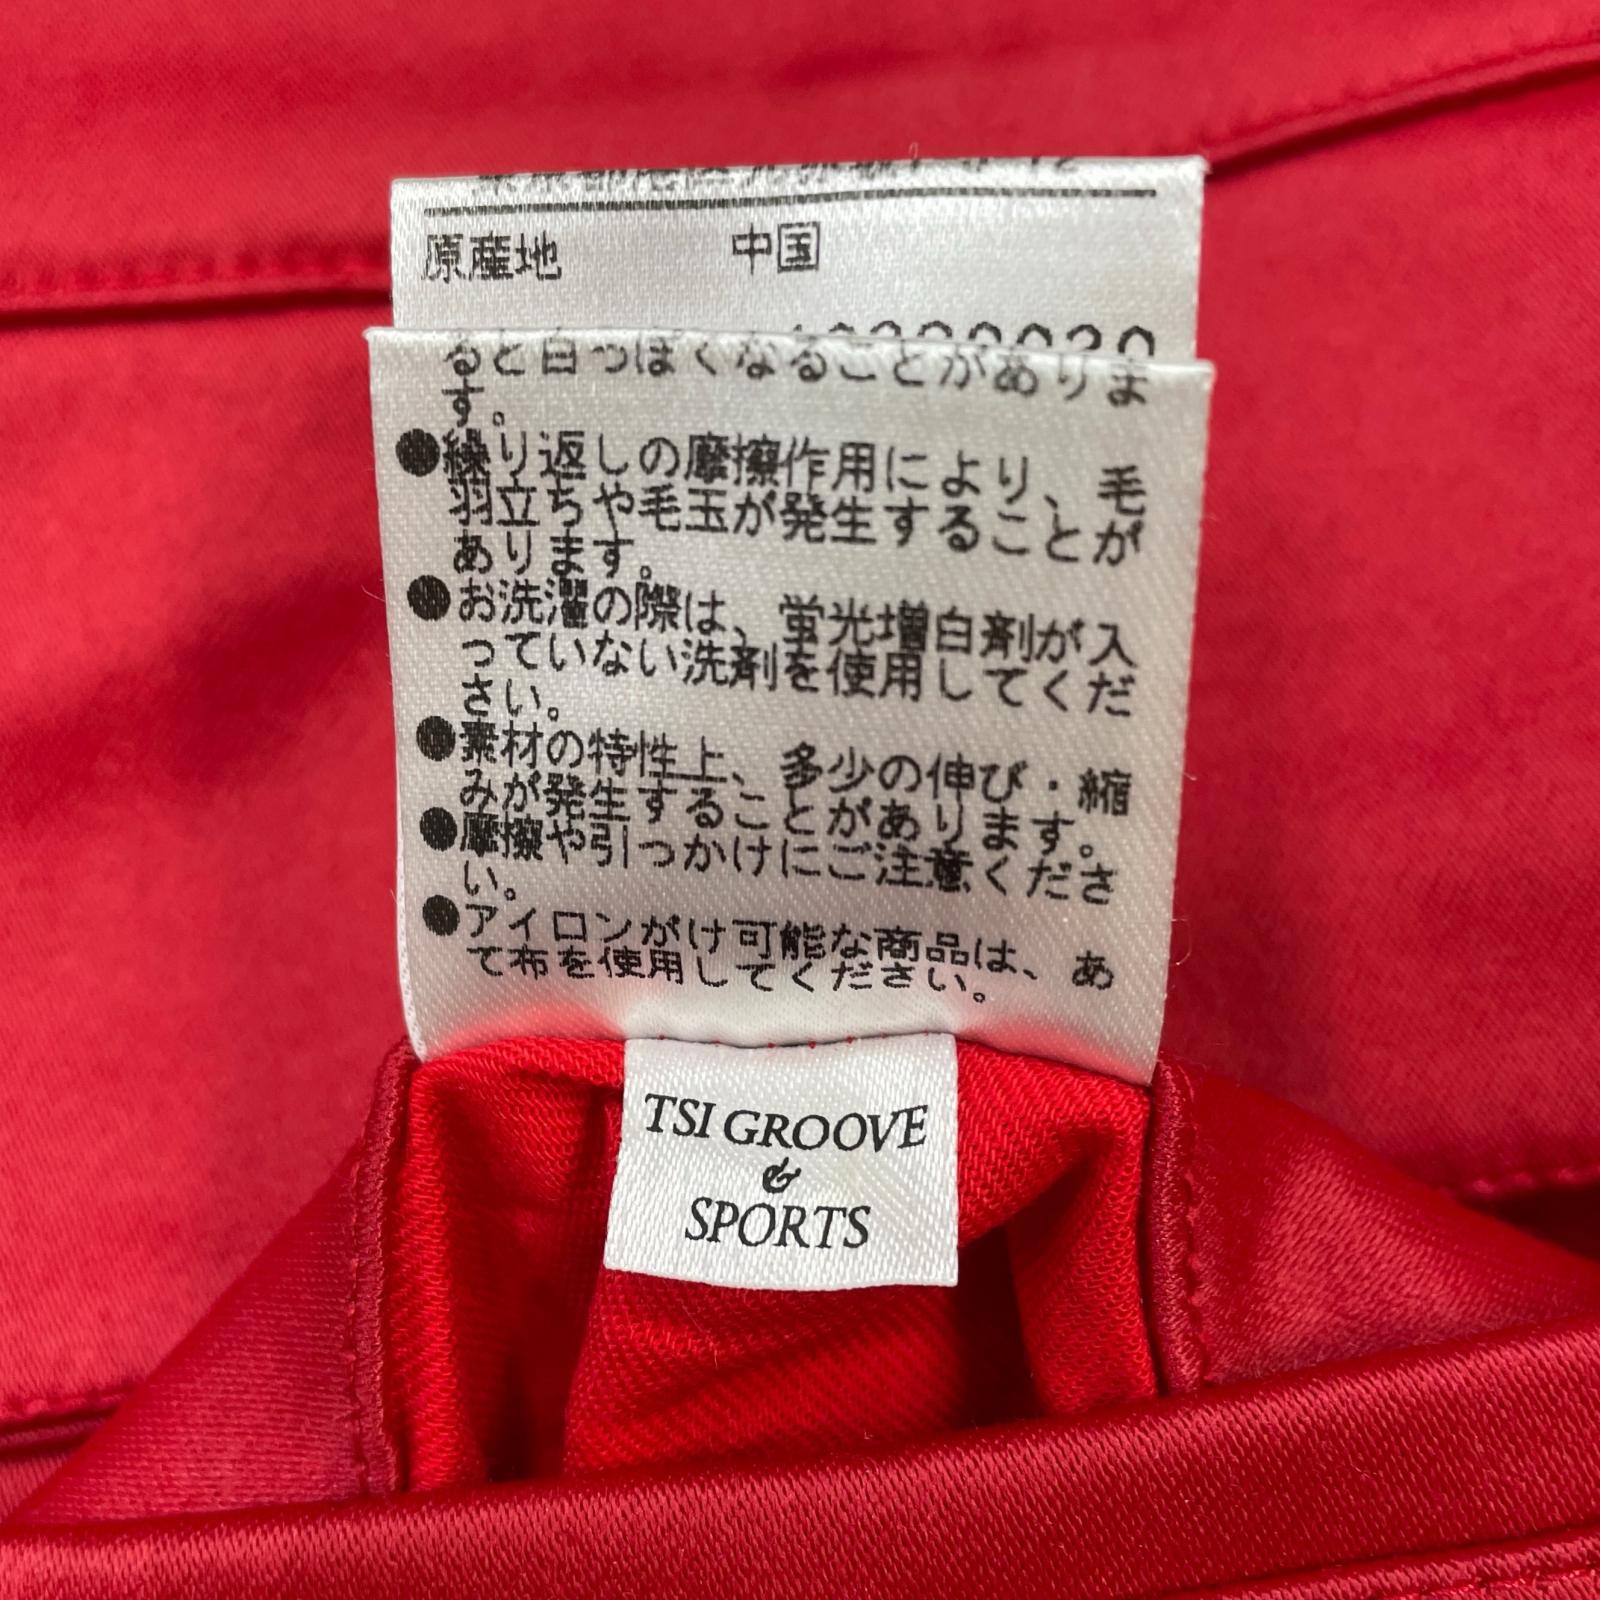 原産地 中国
ると白っぽくなることがありま
す。
●繰り返しの摩擦作用により、毛
羽立ちや毛玉が発生することが
あります。
●お洗濯の際は、蛍光増白剤が入
っていない洗剤を使用してくだ
さい。
●素材の特性上、多少の伸び・縮
みが発生することがあります。
●摩擦や引っかけにご注意くださ
い。
●アイロンがけ可能な商品は、あ
て布を使用してください。
TSI GROOVE
&
SPORTS